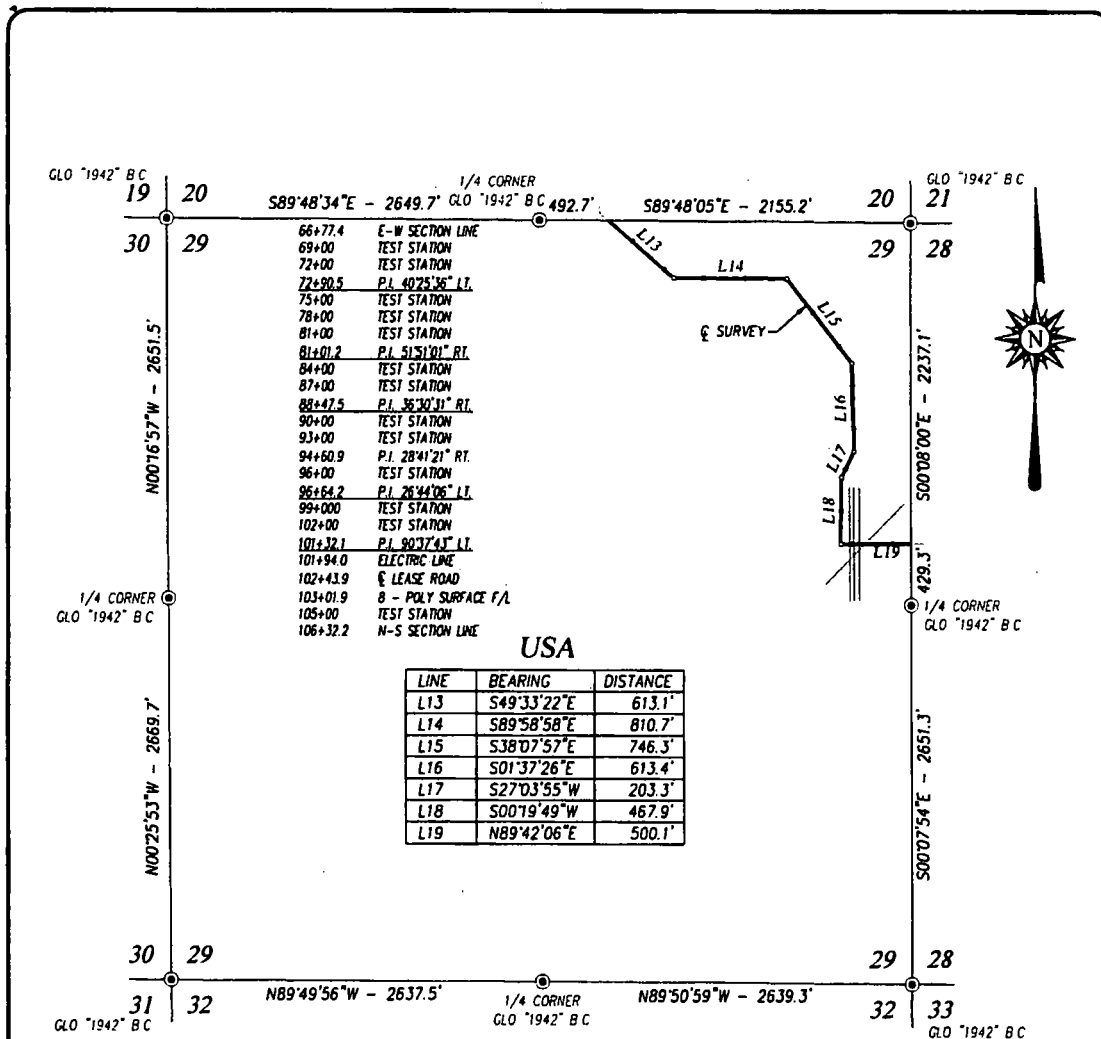 GLO "1942" B C
19 20
30 29
S89°48'34"E - 2649.7'
1/4 CORNER
GLO "1942" B C
492.7'
S89°48'05"E - 2155.2'
GLO "1942" B C
20 21
29 28
66+77.4 E-W SECTION LINE
69+00 TEST STATION
72+00 TEST STATION
72+90.5 P.I. 40°25'36" LT.
75+00 TEST STATION
78+00 TEST STATION
81+00 TEST STATION
81+01.2 P.I. 51°51'01" RT.
84+00 TEST STATION
87+00 TEST STATION
88+47.5 P.I. 36°30'31" RT.
90+00 TEST STATION
93+00 TEST STATION
94+60.9 P.I. 28°41'21" RT.
96+00 TEST STATION
96+64.2 P.I. 26°44'06" LT.
99+000 TEST STATION
102+00 TEST STATION
101+32.1 P.I. 90°37'43" LT.
101+94.0 ELECTRIC LINE
102+43.9 ℄ LEASE ROAD
103+01.9 8 - POLY SURFACE F/L
105+00 TEST STATION
106+32.2 N-S SECTION LINE
L13
L14
L15
℄ SURVEY
L16
L17
L18
L19
N
N00°16'57"W - 2651.5'
S00°08'00"E - 2237.1'
429.3'
1/4 CORNER
GLO "1942" B C
1/4 CORNER
GLO "1942" B C
USA
LINE BEARING DISTANCE
L13 S49°33'22"E 613.1'
L14 S89°58'58"E 810.7'
L15 S38°07'57"E 746.3'
L16 S01°37'26"E 613.4'
L17 S27°03'55"W 203.3'
L18 S00°19'49"W 467.9'
L19 N89°42'06"E 500.1'
N00°25'53"W - 2669.7'
S00°07'54"E - 2651.3'
30 29
31 32
GLO "1942" B C
N89°49'56"W - 2637.5'
1/4 CORNER
GLO "1942" B C
N89°50'59"W - 2639.3'
29 28
32 33
GLO "1942" B C